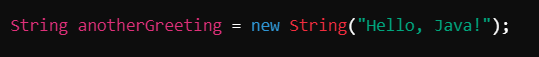 String anotherGreeting = new String("Hello, Java!");